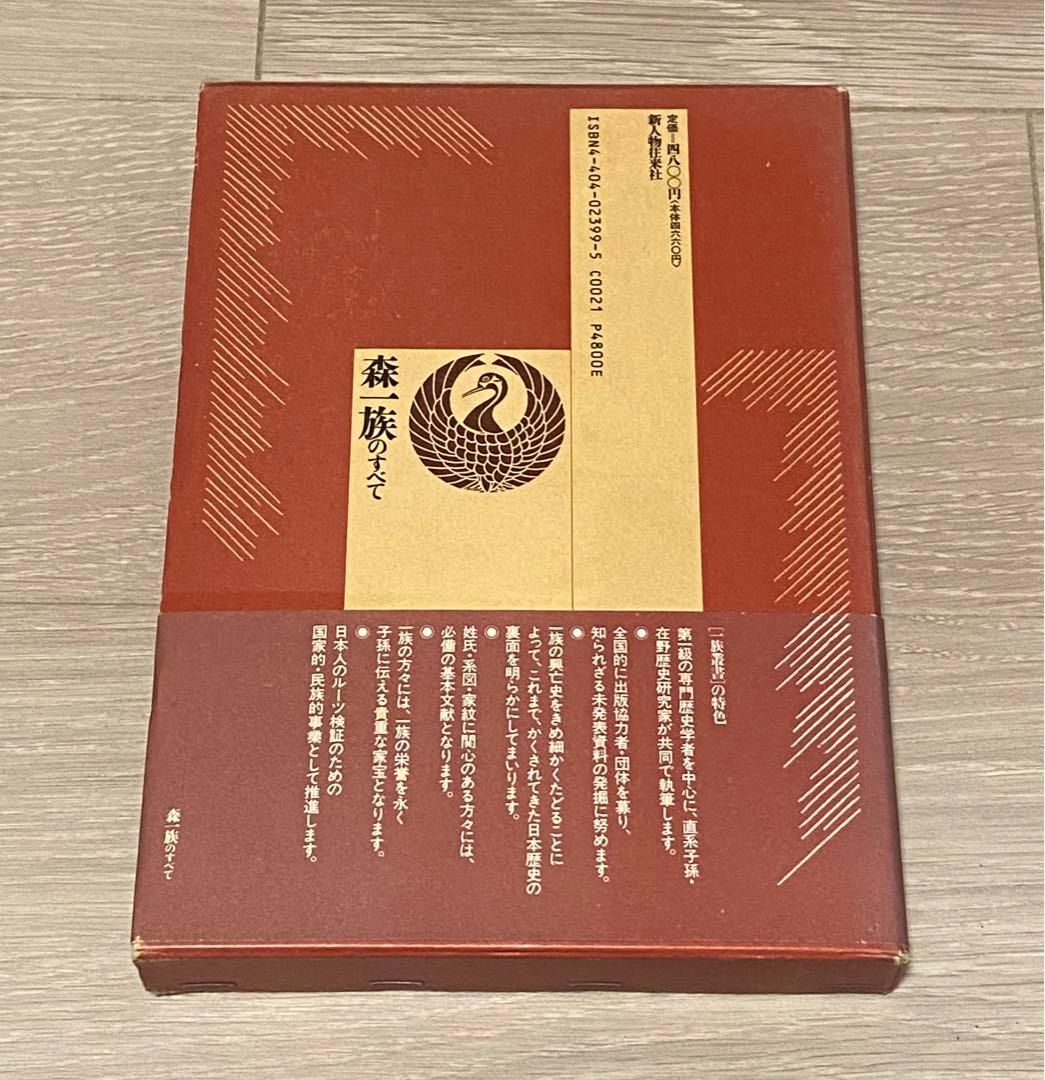 定価=四八〇〇円(本体四六六〇円)
新人物往来社
ISBN4-404-02399-5 C0021 P4800E
森一族のすべて
[一族叢書]の特色
第一級の専門歴史学者を中心に、直系子孫・
在野歴史研究家が共同で執筆します。
●
全国的に出版協力者・団体を募り、
知られざる未発表資料の発掘に努めます。
●
一族の興亡史をきめ細かくたどることに
よって、これまで、かくされてきた日本歴史の
裏面を明らかにしてまいります。
●
姓氏・系図・家紋に関心のある方々には、
必備の基本文献となります。
●
一族の方々には、一族の栄誉を永く
子孫に伝える貴重な家宝となります。
●
日本人のルーツ検証のための
国家的・民族的事業として推進します。
森一族のすべて